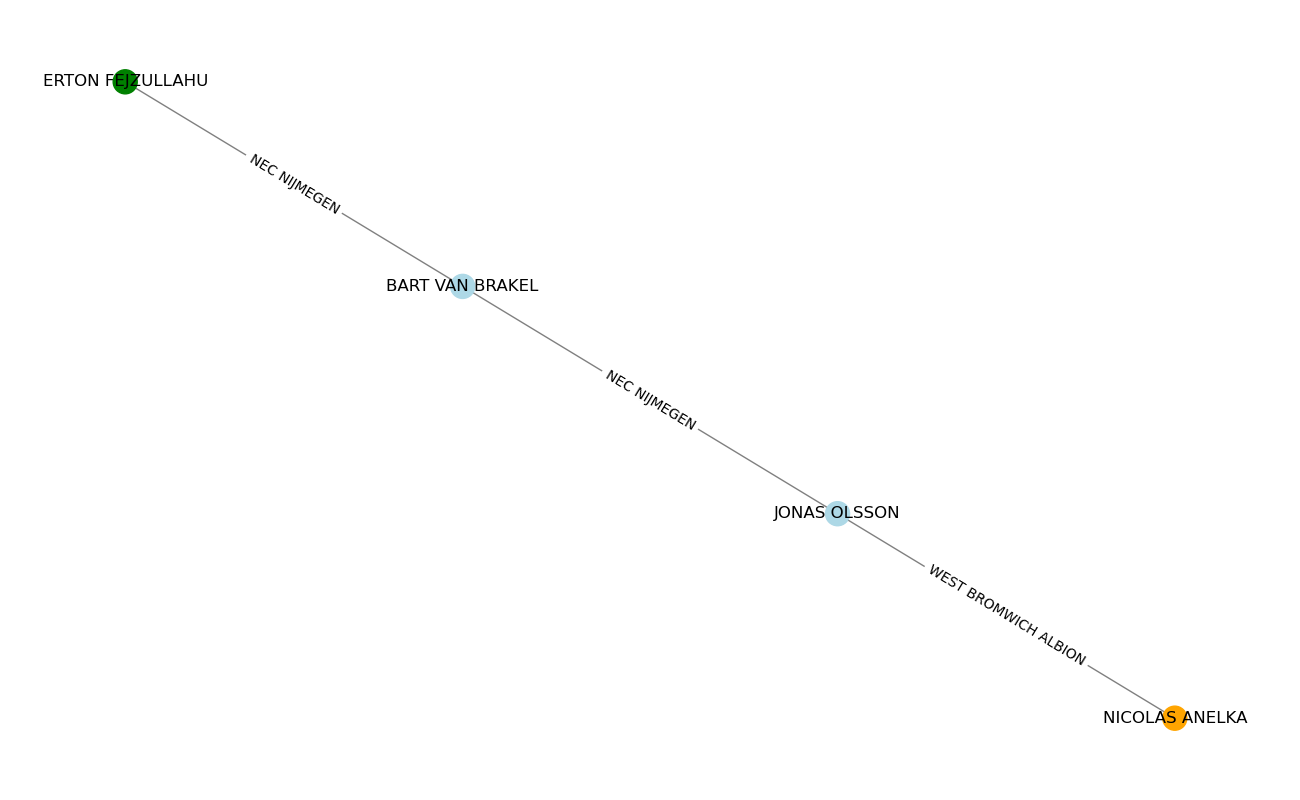 ERTON FEJZULLAHU
NEC NIJMEGEN
BART VAN BRAKEL
NEC NIJMEGEN
JONAS OLSSON
WEST BROMWICH ALBION
NICOLAS ANELKA